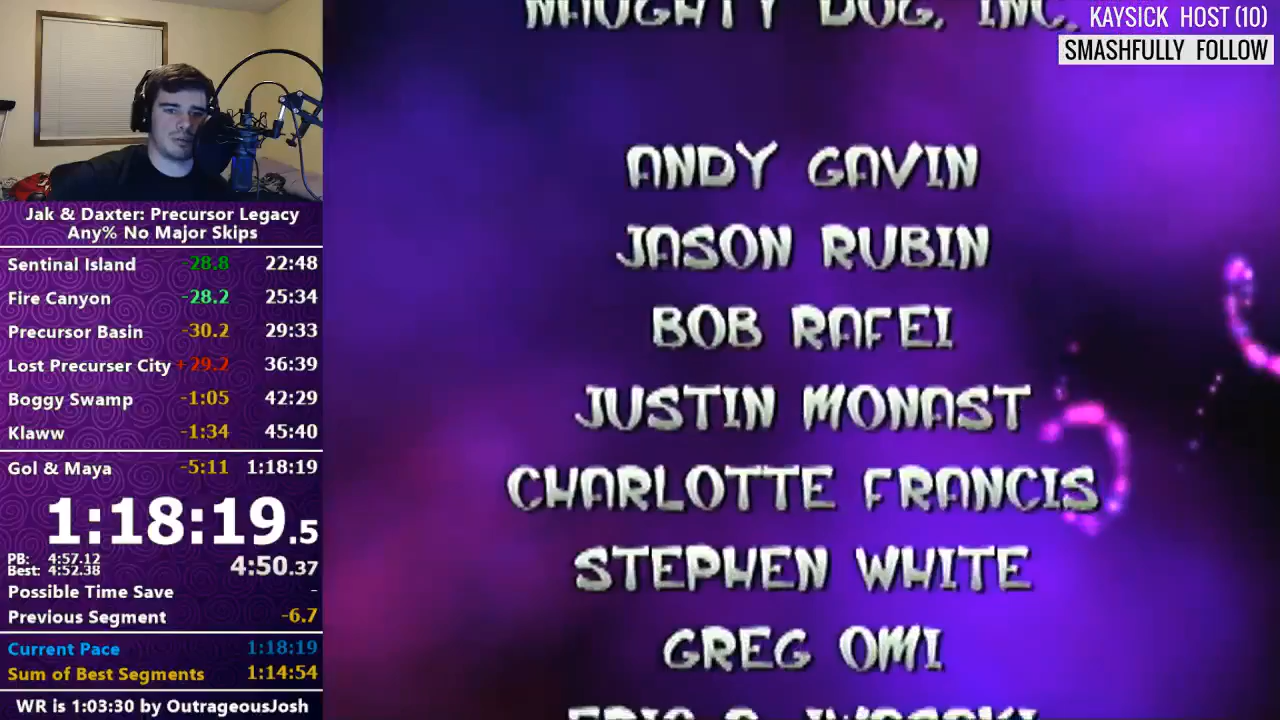 NAUGHTY DOG, INC.
KAYSICK HOST (10)
SMASHFULLY FOLLOW
Jak & Daxter: Precursor Legacy
Any% No Major Skips
Sentinal Island -28.8 22:48
Fire Canyon -28.2 25:34
Precursor Basin -30.2 29:33
Lost Precurser City +29.2 36:39
Boggy Swamp -1:05 42:29
Klaww -1:34 45:40
Gol & Maya -5:11 1:18:19
1:18:19.5
PB: 4:57.12
Best: 4:52.38
4:50.37
Possible Time Save -
Previous Segment -6.7
Current Pace 1:18:19
Sum of Best Segments 1:14:54
WR is 1:03:30 by OutrageousJosh
ANDY GAVIN
JASON RUBIN
BOB RAFEI
JUSTIN MONAST
CHARLOTTE FRANCIS
STEPHEN WHITE
GREG OMI